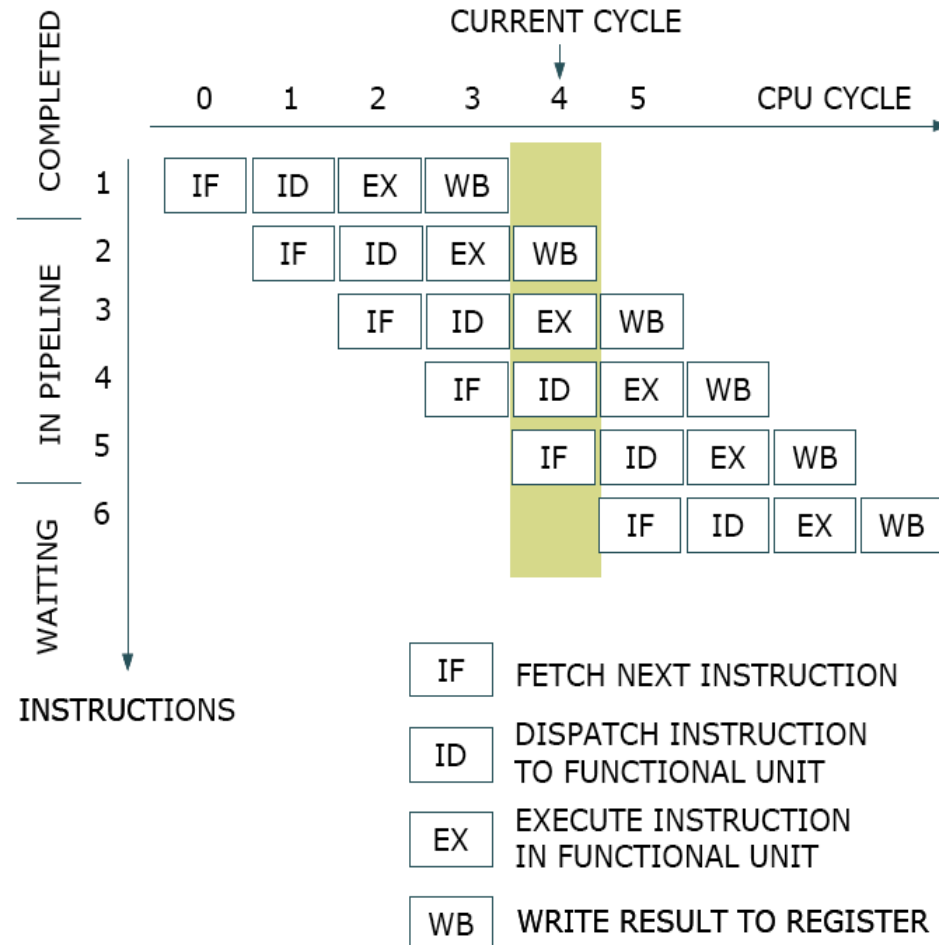 CURRENT CYCLE
0 1 2 3 4 5 CPU CYCLE
COMPLETED
1 IF ID EX WB
IN PIPELINE
2 IF ID EX WB
3 IF ID EX WB
4 IF ID EX WB
5 IF ID EX WB
WAITING
6 IF ID EX WB
INSTRUCTIONS
IF FETCH NEXT INSTRUCTION
ID DISPATCH INSTRUCTION
TO FUNCTIONAL UNIT
EX EXECUTE INSTRUCTION
IN FUNCTIONAL UNIT
WB WRITE RESULT TO REGISTER